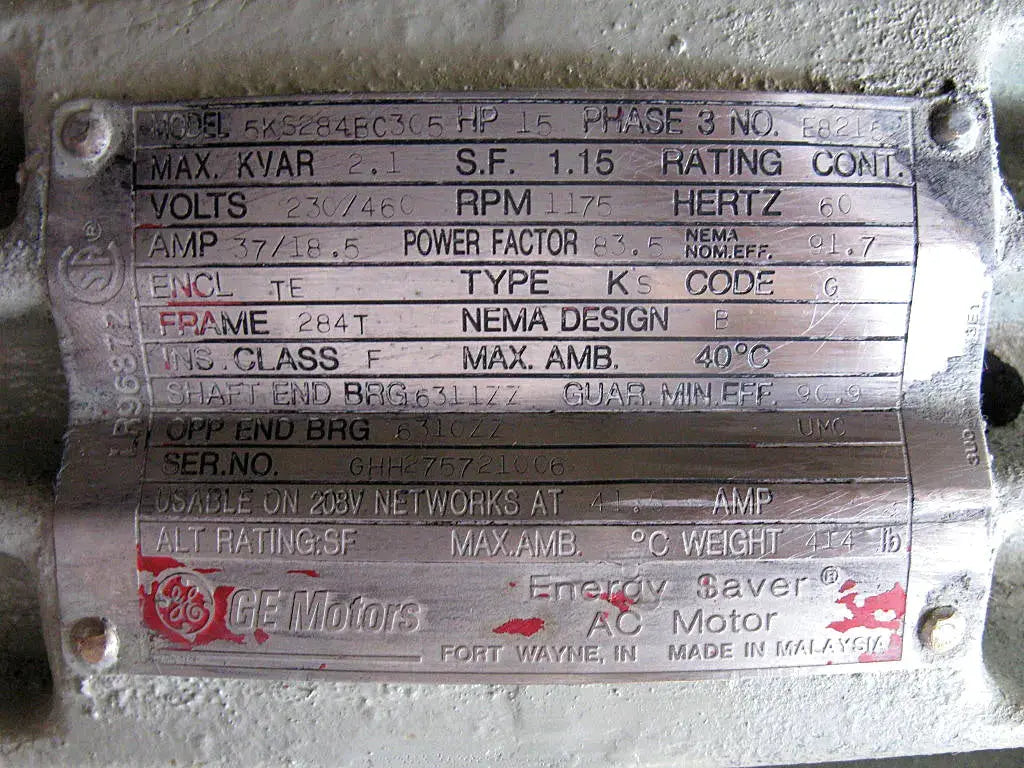 MODEL 5KS284BC305 HP 15 PHASE 3 NO.
MAX. KVAR 2.1 S.F. 1.15 RATING CONT.
VOLTS 230/460 RPM 1175 HERTZ 60
AMP 37/18.5 POWER FACTOR 83.5 NEMA NOM.EFF. 91.7
ENCL TE TYPE KS CODE G
FRAME 284T NEMA DESIGN B
INS. CLASS F MAX. AMB. 40°C
SHAFT END BRG 6311ZZ GUAR. MIN. EFF. 90.9
OPP END BRG 6310ZZ UMC
SER.NO. GHH275721006
USABLE ON 208V NETWORKS AT AMP
ALT RATING:SF MAX.AMB. °C WEIGHT 414 lb
GE Motors
Energy Saver®
AC Motor
FORT WAYNE, IN MADE IN MALAYSIA
®
LR96872